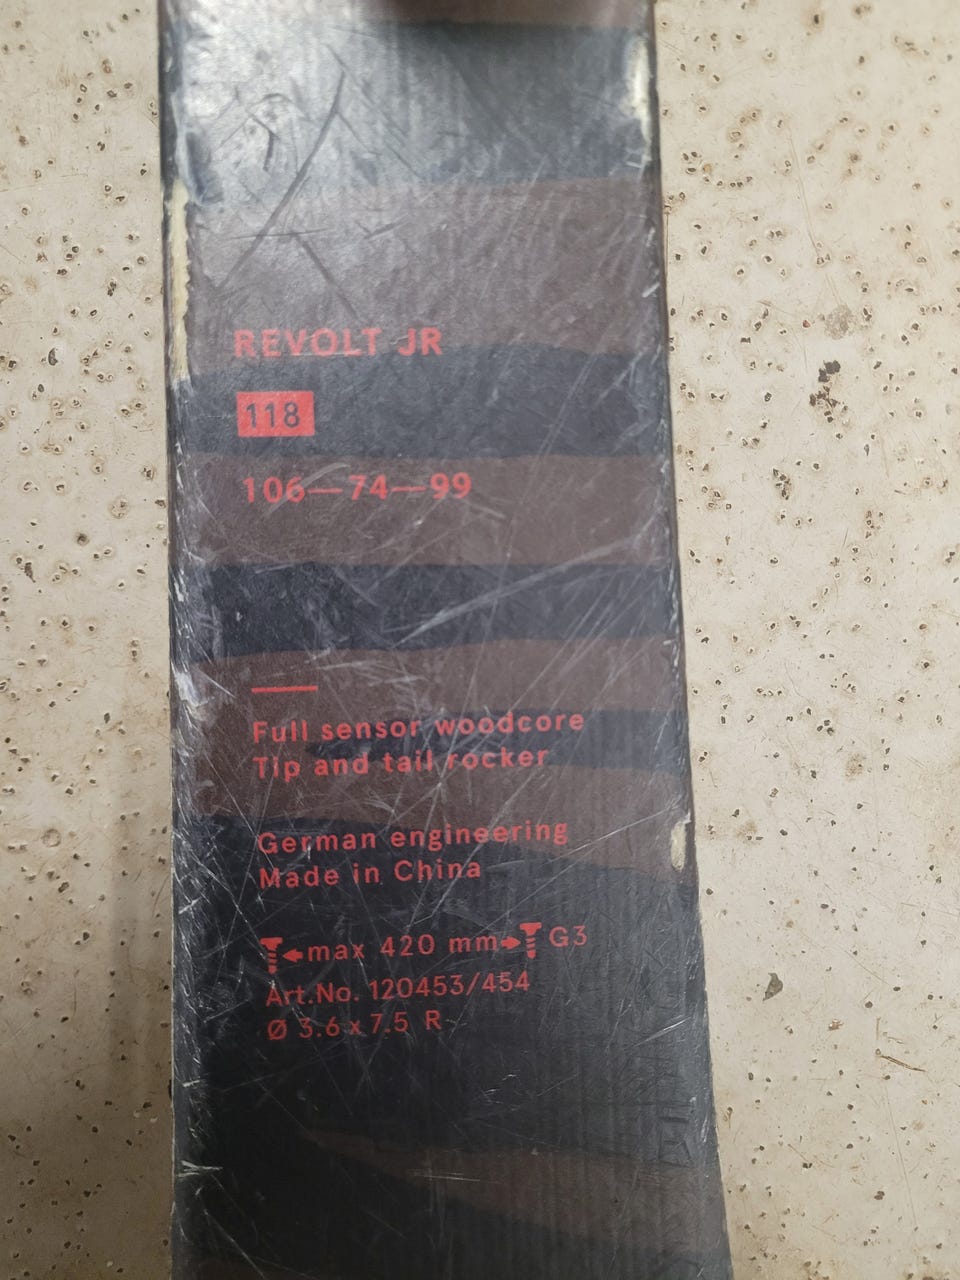 REVOLT JR
118
106—74—99
Full sensor woodcore
Tip and tail rocker
German engineering
Made in China
max 420 mm G3
Art.No. 120453/454
Ø 3.6 x 7.5 R